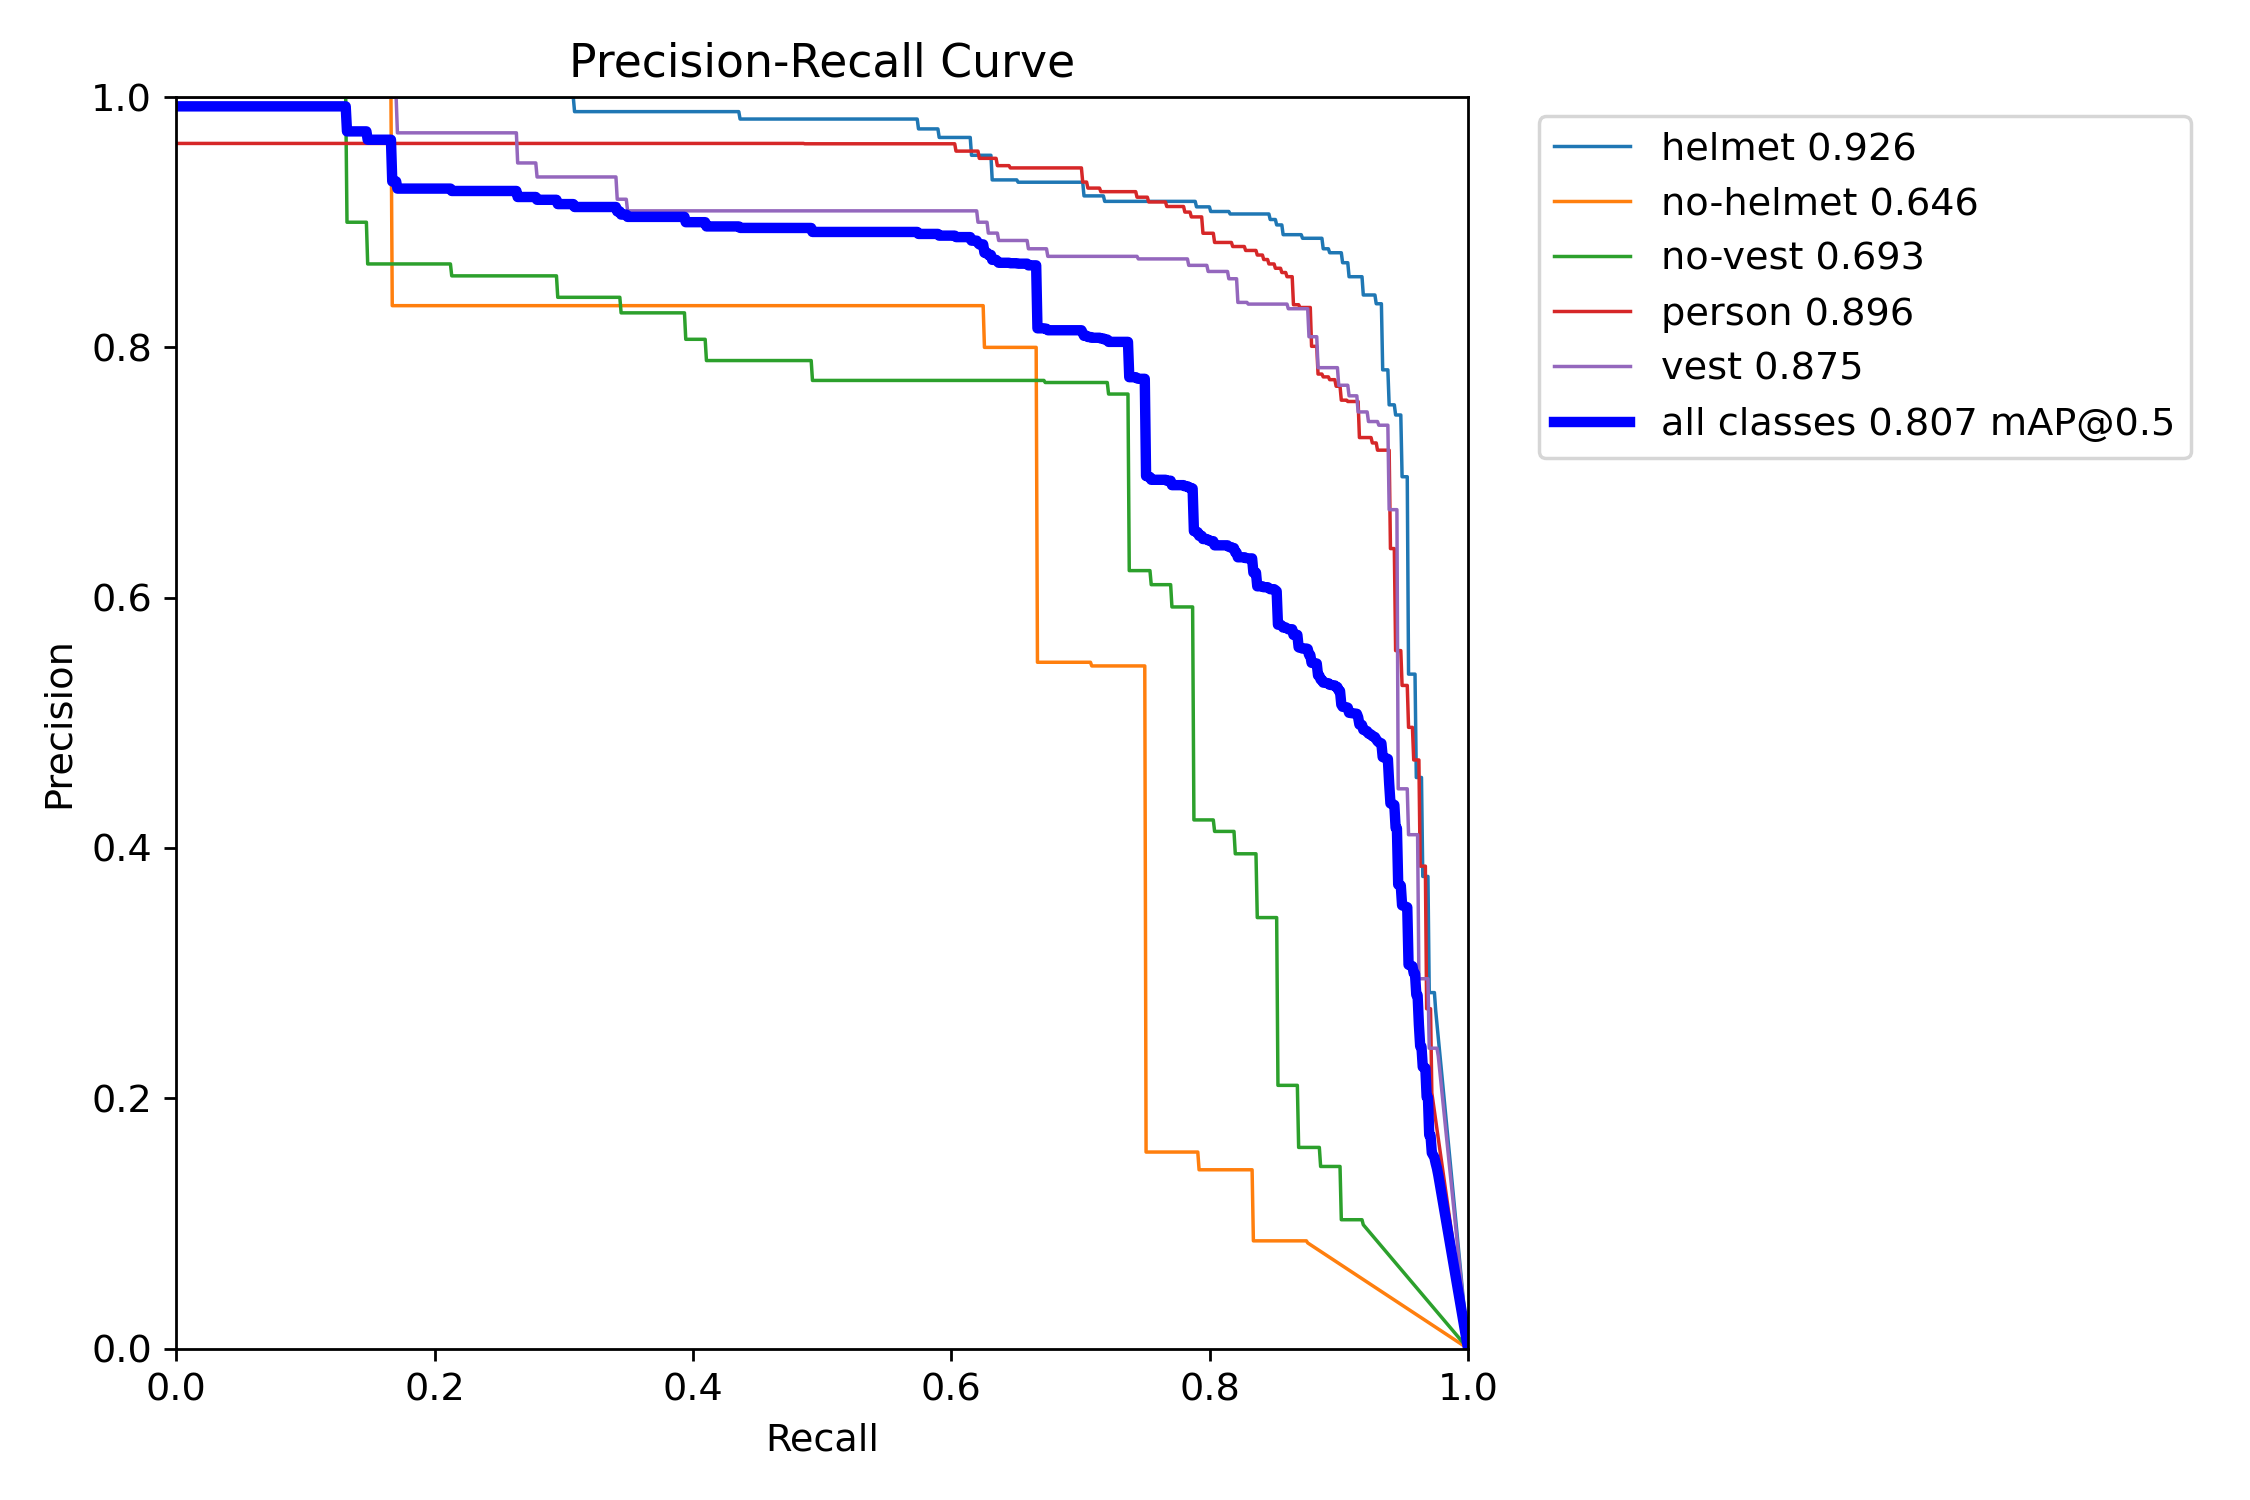 Precision-Recall Curve
1.0
0.8
0.6
0.4
0.2
0.0
Precision
0.0 0.2 0.4 0.6 0.8 1.0
Recall
helmet 0.926
no-helmet 0.646
no-vest 0.693
person 0.896
vest 0.875
all classes 0.807 mAP@0.5